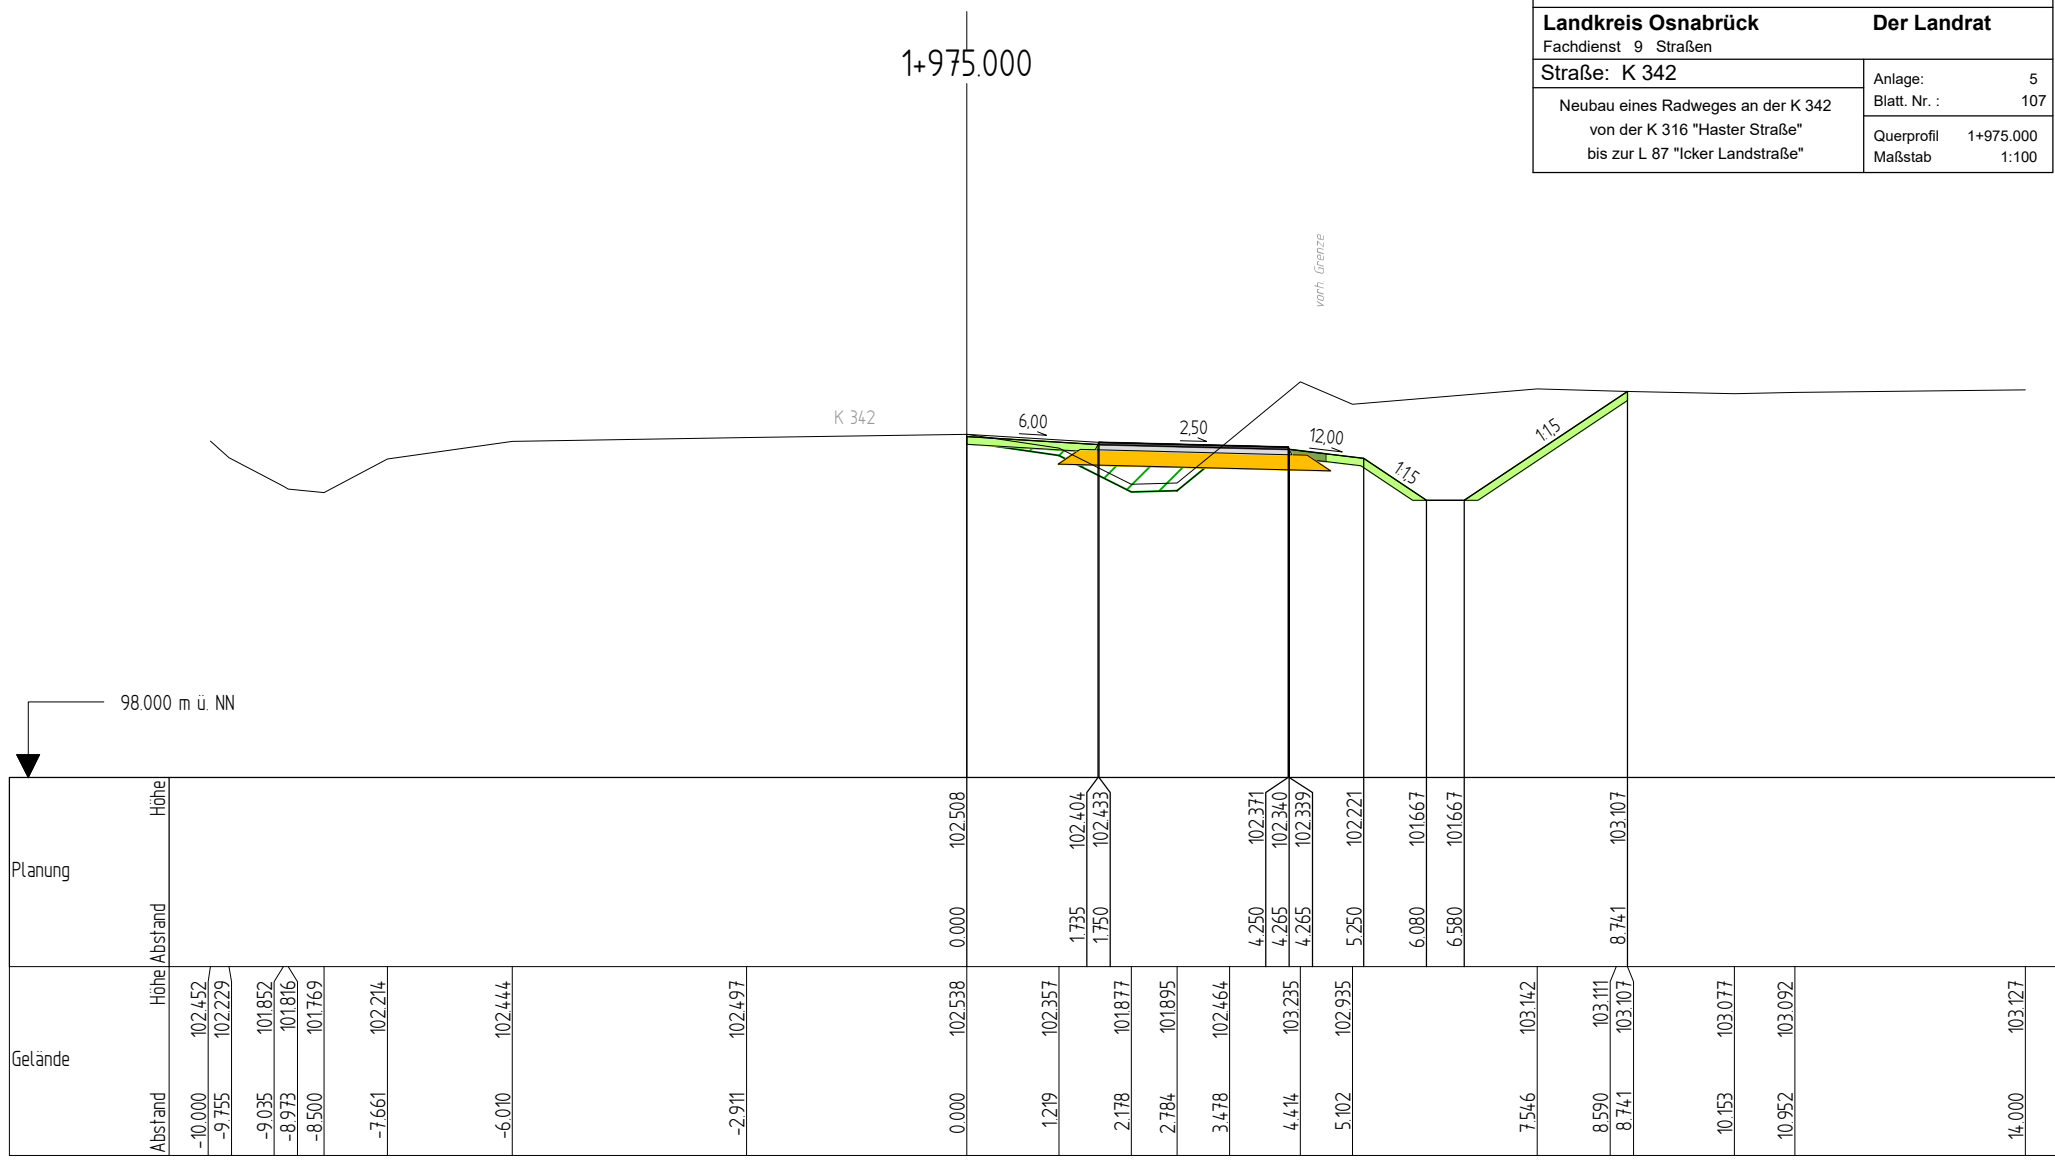 Landkreis Osnabrück Der Landrat
Fachdienst 9 Straßen
Straße: K 342
Anlage: 5
Blatt. Nr. : 107
Neubau eines Radweges an der K 342
von der K 316 "Haster Straße"
bis zur L 87 "Icker Landstraße"
Querprofil 1+975.000
Maßstab 1:100
1+975.000
vorh Grenze
K 342
6,00
2,50
12,00
1:1,5
1:1,5
98.000 m ü. NN
Planung
Höhe
102.508 102.404 102.433 102.371 102.340 102.339 102.221 101.667 101.667 103.107
Abstand
0.000 1.735 1.750 4.250 4.265 4.265 5.250 6.080 6.580 8.741
Gelände
Höhe
102.452 102.229 101.852 101.816 101.769 102.214 102.444 102.497 102.538 102.357 101.877 101.895 102.464 103.235 102.935 103.142 103.111 103.107 103.077 103.092 103.127
Abstand
-10.000 -9.755 -9.035 -8.973 -8.500 -7.661 -6.010 -2.911 0.000 1.219 2.178 2.784 3.478 4.414 5.102 7.546 8.590 8.741 10.153 10.952 14.000